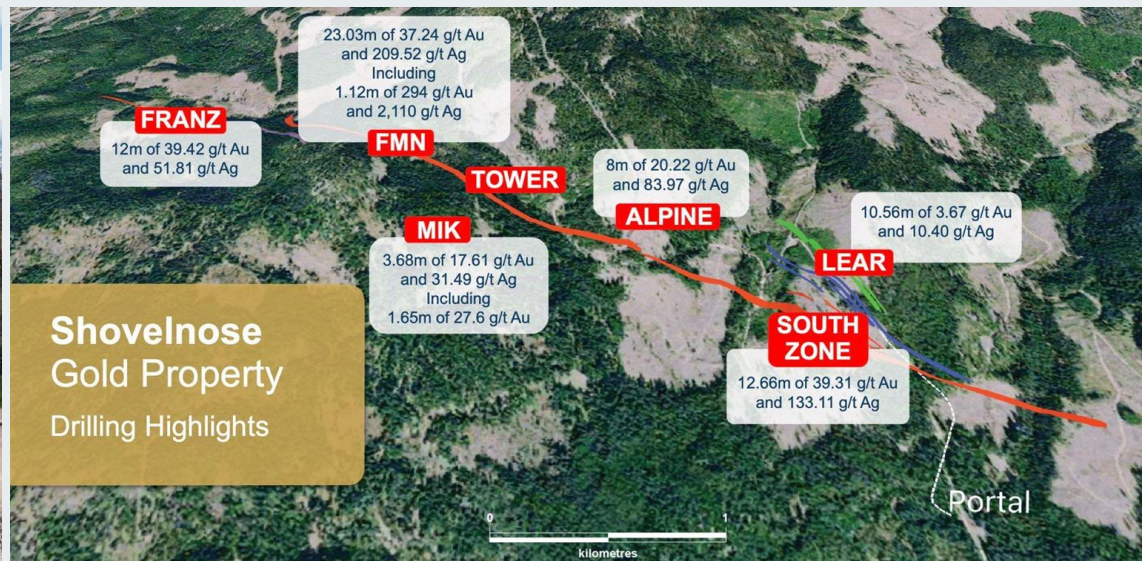 23.03m of 37.24 g/t Au
and 209.52 g/t Ag
Including
1.12m of 294 g/t Au
and 2,110 g/t Ag
FRANZ
12m of 39.42 g/t Au
and 51.81 g/t Ag
FMN
TOWER
8m of 20.22 g/t Au
and 83.97 g/t Ag
ALPINE
MIK
3.68m of 17.61 g/t Au
and 31.49 g/t Ag
Including
1.65m of 27.6 g/t Au
10.56m of 3.67 g/t Au
and 10.40 g/t Ag
LEAR
SOUTH
ZONE
12.66m of 39.31 g/t Au
and 133.11 g/t Ag
Shovelnose
Gold Property
Drilling Highlights
Portal
0
1
kilometres